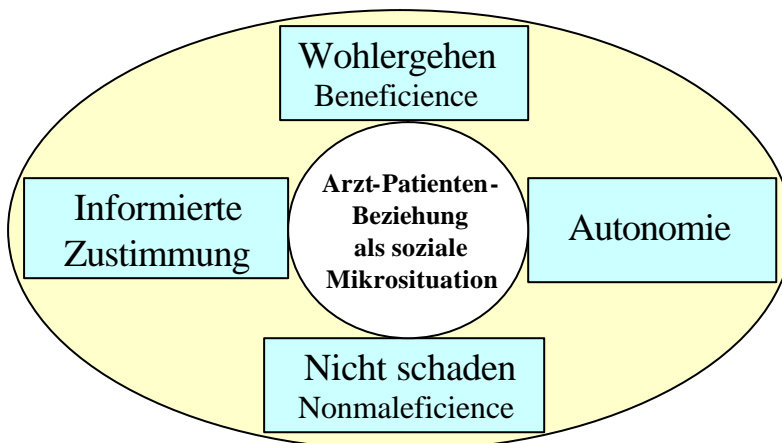 Wohlergehen
Beneficience
Informierte
Zustimmung
Arzt-Patienten-
Beziehung
als soziale
Mikrosituation
Autonomie
Nicht schaden
Nonmaleficience